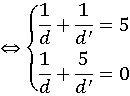 ⇔ { 1/d + 1/d' = 5
1/d + 5/d' = 0